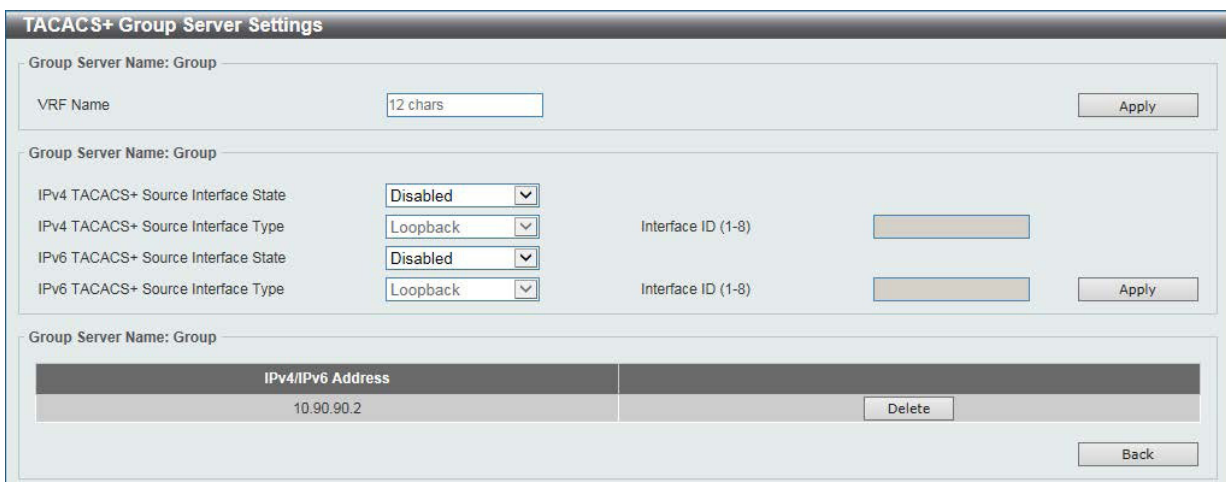 TACACS+ Group Server Settings
Group Server Name: Group
VRF Name 12 chars Apply
Group Server Name: Group
IPv4 TACACS+ Source Interface State Disabled
IPv4 TACACS+ Source Interface Type Loopback Interface ID (1-8)
IPv6 TACACS+ Source Interface State Disabled
IPv6 TACACS+ Source Interface Type Loopback Interface ID (1-8) Apply
Group Server Name: Group
IPv4/IPv6 Address
10.90.90.2 Delete
Back